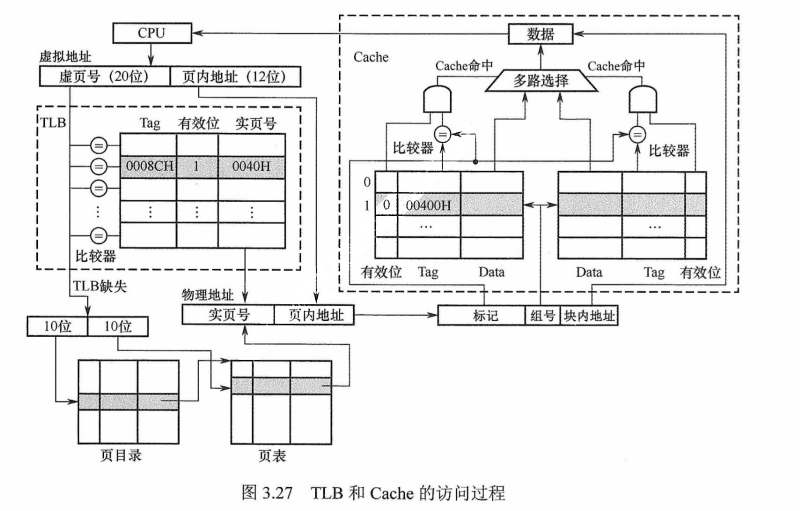 CPU
虚拟地址
虚页号（20位） 页内地址（12位）
TLB
Tag 有效位 实页号
0008CH 1 0040H
⋮ ⋮ ⋮ ⋮
比较器
TLB缺失
10位 10位
页目录
页表
物理地址
实页号 页内地址
标记 组号 块内地址
Cache
数据
Cache命中 多路选择 Cache命中
= =
比较器 比较器
0
1 0 00400H
… …
有效位 Tag Data Data Tag 有效位
图 3.27 TLB 和 Cache 的访问过程